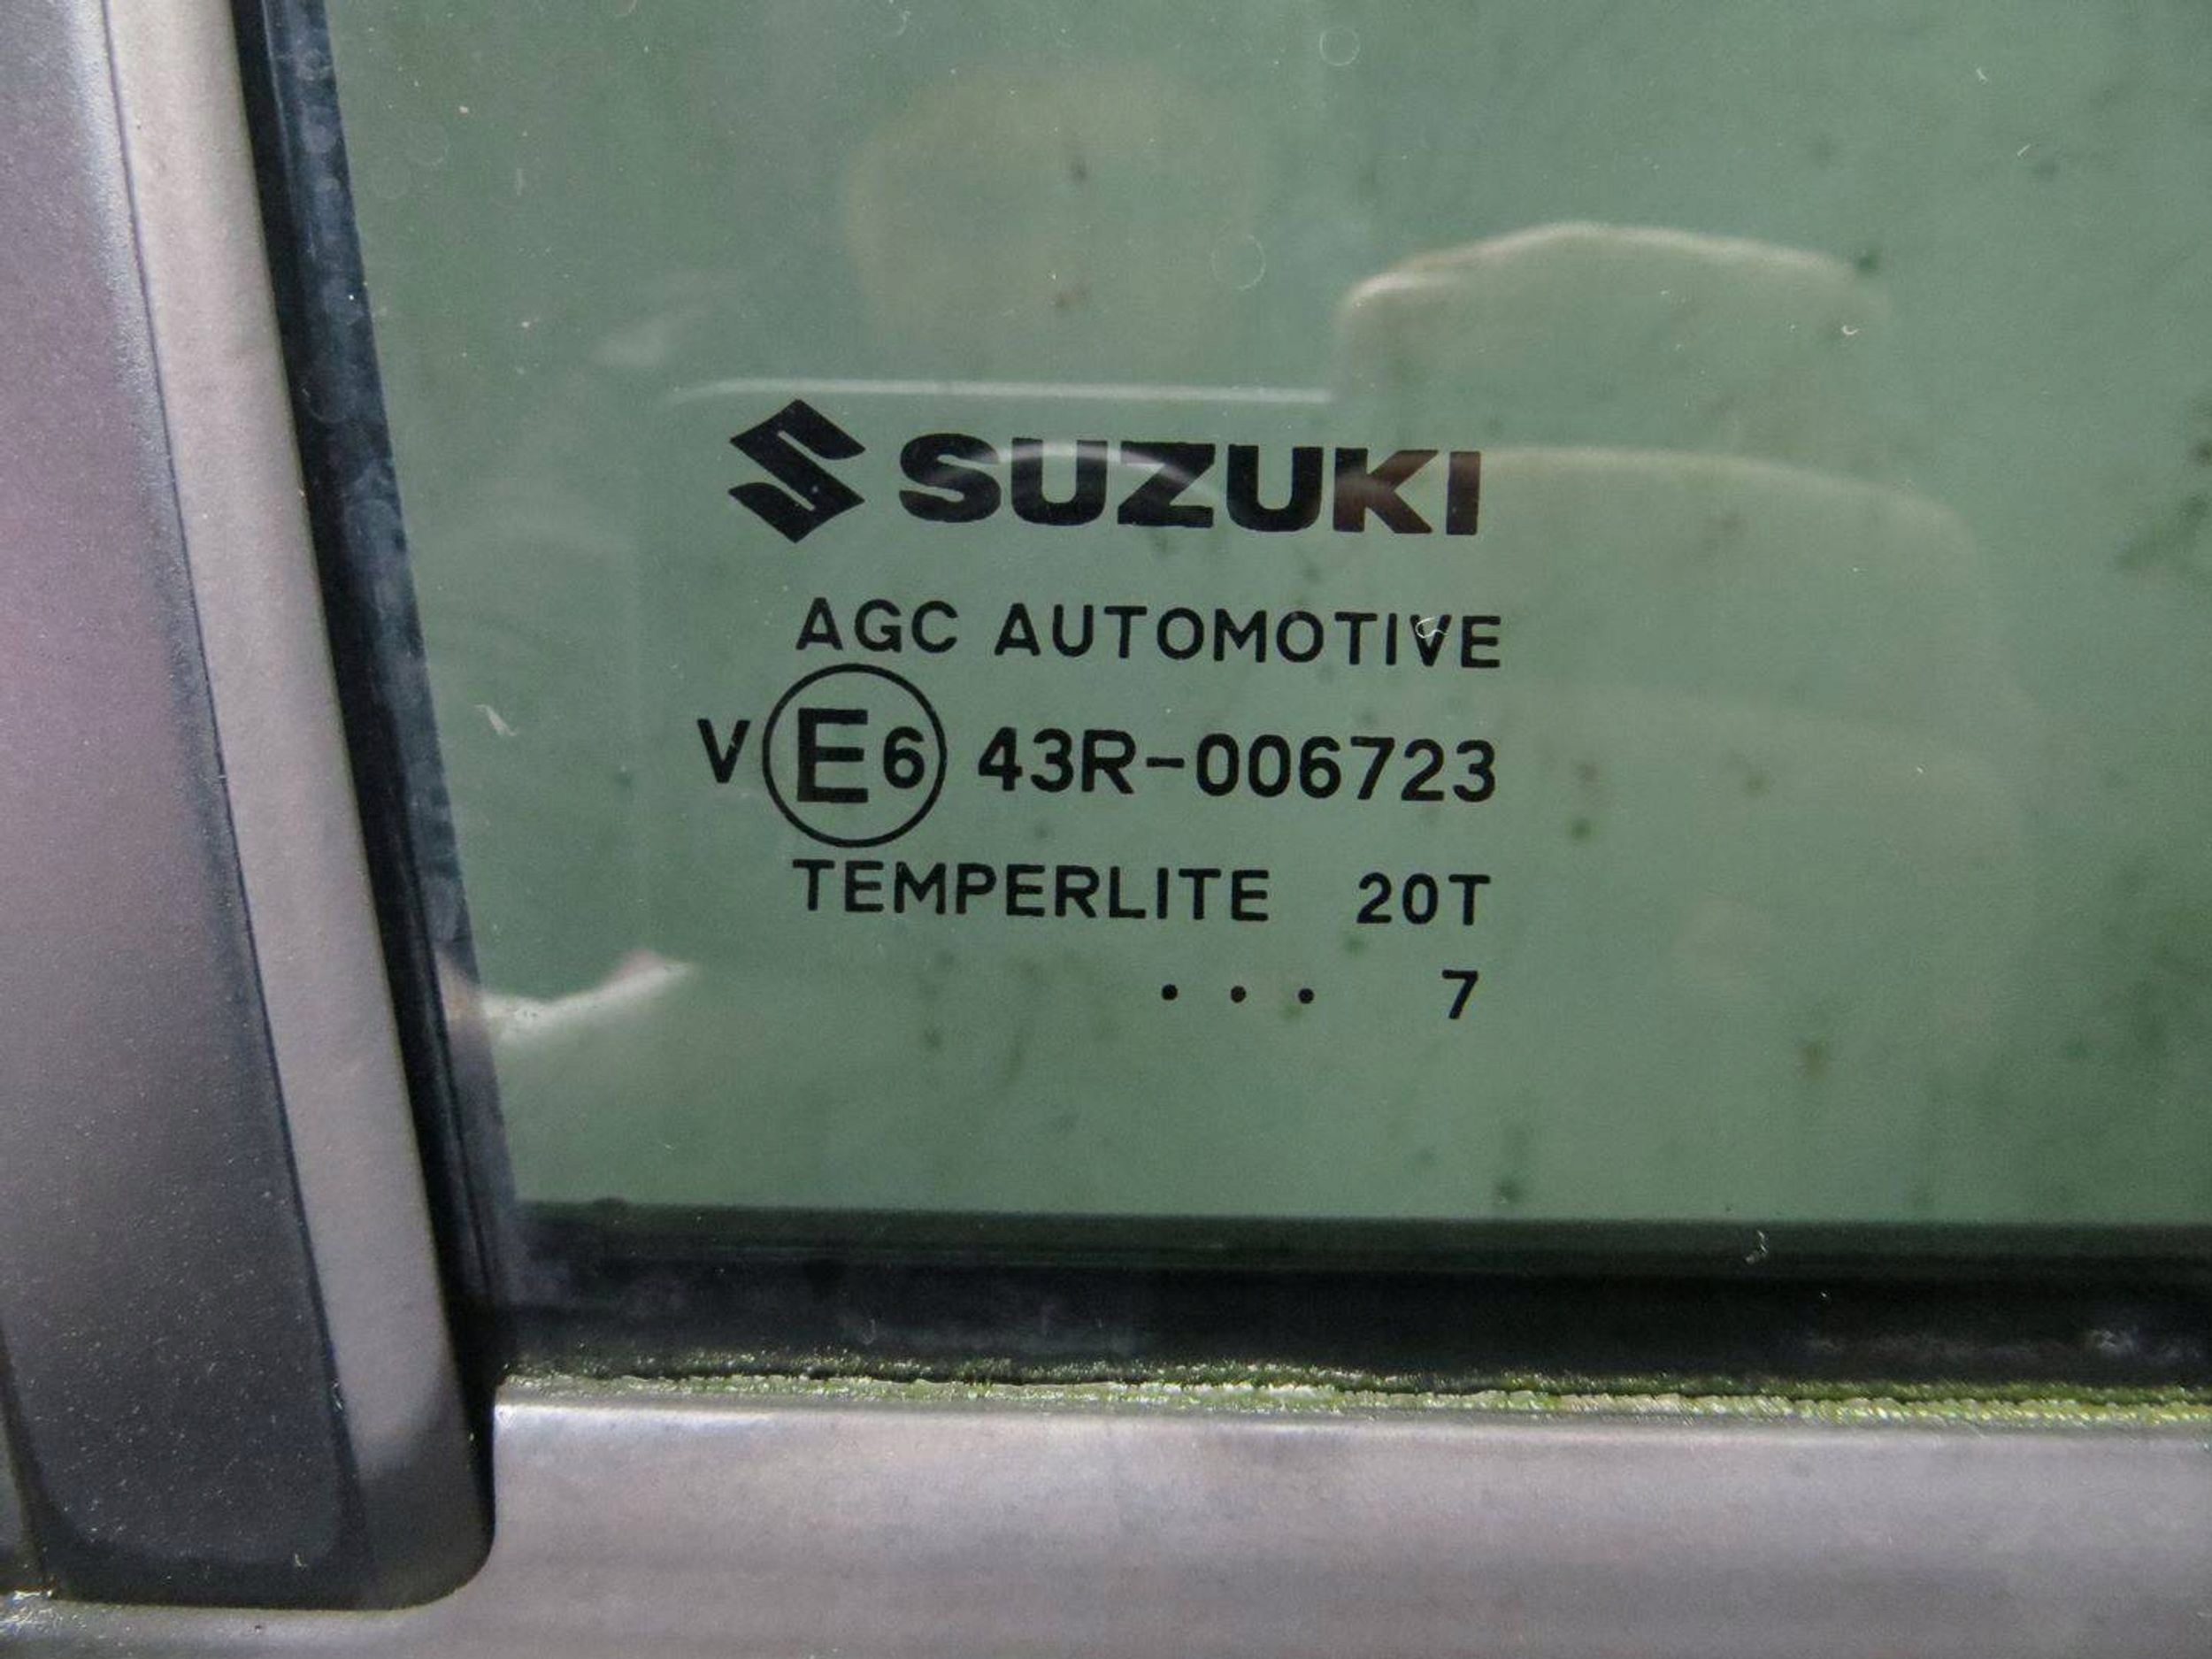 SUZUKI
AGC AUTOMOTIVE
V E6 43R-006723
TEMPERLITE 20T
. . . 7